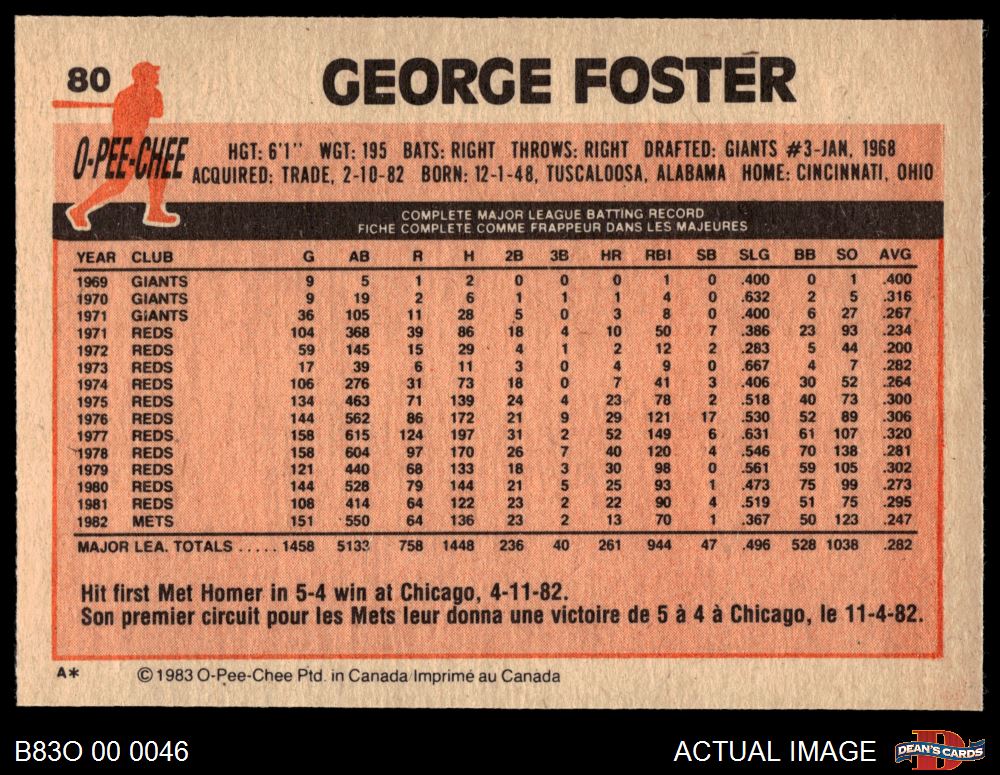 80
GEORGE FOSTER
O-PEE-CHEE
HGT: 6'1" WGT: 195 BATS: RIGHT THROWS: RIGHT DRAFTED: GIANTS #3-JAN, 1968
ACQUIRED: TRADE, 2-10-82 BORN: 12-1-48, TUSCALOOSA, ALABAMA HOME: CINCINNATI, OHIO
COMPLETE MAJOR LEAGUE BATTING RECORD
FICHE COMPLETE COMME FRAPPEUR DANS LES MAJEURES
YEAR CLUB G AB R H 2B 3B HR RBI SB SLG BB SO AVG
1969 GIANTS 9 5 1 2 0 0 0 1 0 .400 0 1 .400
1970 GIANTS 9 19 2 6 1 1 1 4 0 .632 2 5 .316
1971 GIANTS 36 105 11 28 5 0 3 8 0 .400 6 27 .267
1971 REDS 104 368 39 86 18 4 10 50 7 .386 23 93 .234
1972 REDS 59 145 15 29 4 1 2 12 2 .283 5 44 .200
1973 REDS 17 39 6 11 3 0 4 9 0 .667 4 7 .282
1974 REDS 106 276 31 73 18 0 7 41 3 .406 30 52 .264
1975 REDS 134 463 71 139 24 4 23 78 2 .518 40 73 .300
1976 REDS 144 562 86 172 21 9 29 121 17 .530 52 89 .306
1977 REDS 158 615 124 197 31 2 52 149 6 .631 61 107 .320
1978 REDS 158 604 97 170 26 7 40 120 4 .546 70 138 .281
1979 REDS 121 440 68 133 18 3 30 98 0 .561 59 105 .302
1980 REDS 144 528 79 144 21 5 25 93 1 .473 75 99 .273
1981 REDS 108 414 64 122 23 2 22 90 4 .519 51 75 .295
1982 METS 151 550 64 136 23 2 13 70 1 .367 50 123 .247
MAJOR LEA. TOTALS ..... 1458 5133 758 1448 236 40 261 944 47 .496 528 1038 .282
Hit first Met Homer in 5-4 win at Chicago, 4-11-82.
Son premier circuit pour les Mets leur donna une victoire de 5 à 4 à Chicago, le 11-4-82.
A* © 1983 O-Pee-Chee Ptd. in Canada Imprimé au Canada
B83O 00 0046
ACTUAL IMAGE
DEAN'S CARDS